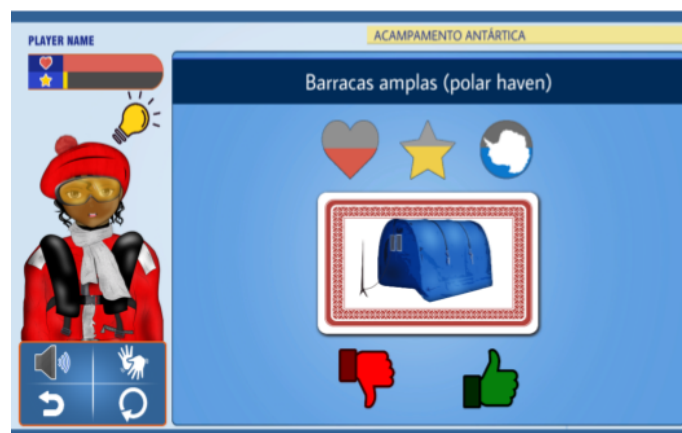 PLAYER NAME
ACAMPAMENTO ANTÁRTICA
Barracas amplas (polar haven)